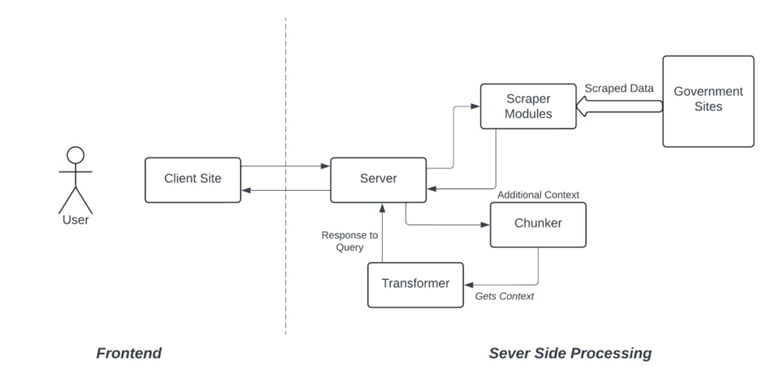 Scraped Data
Government
Sites
Scraper
Modules
Client Site
Server
User
Additional Context
Chunker
Response to
Query
Transformer
Gets Context
Frontend
Sever Side Processing